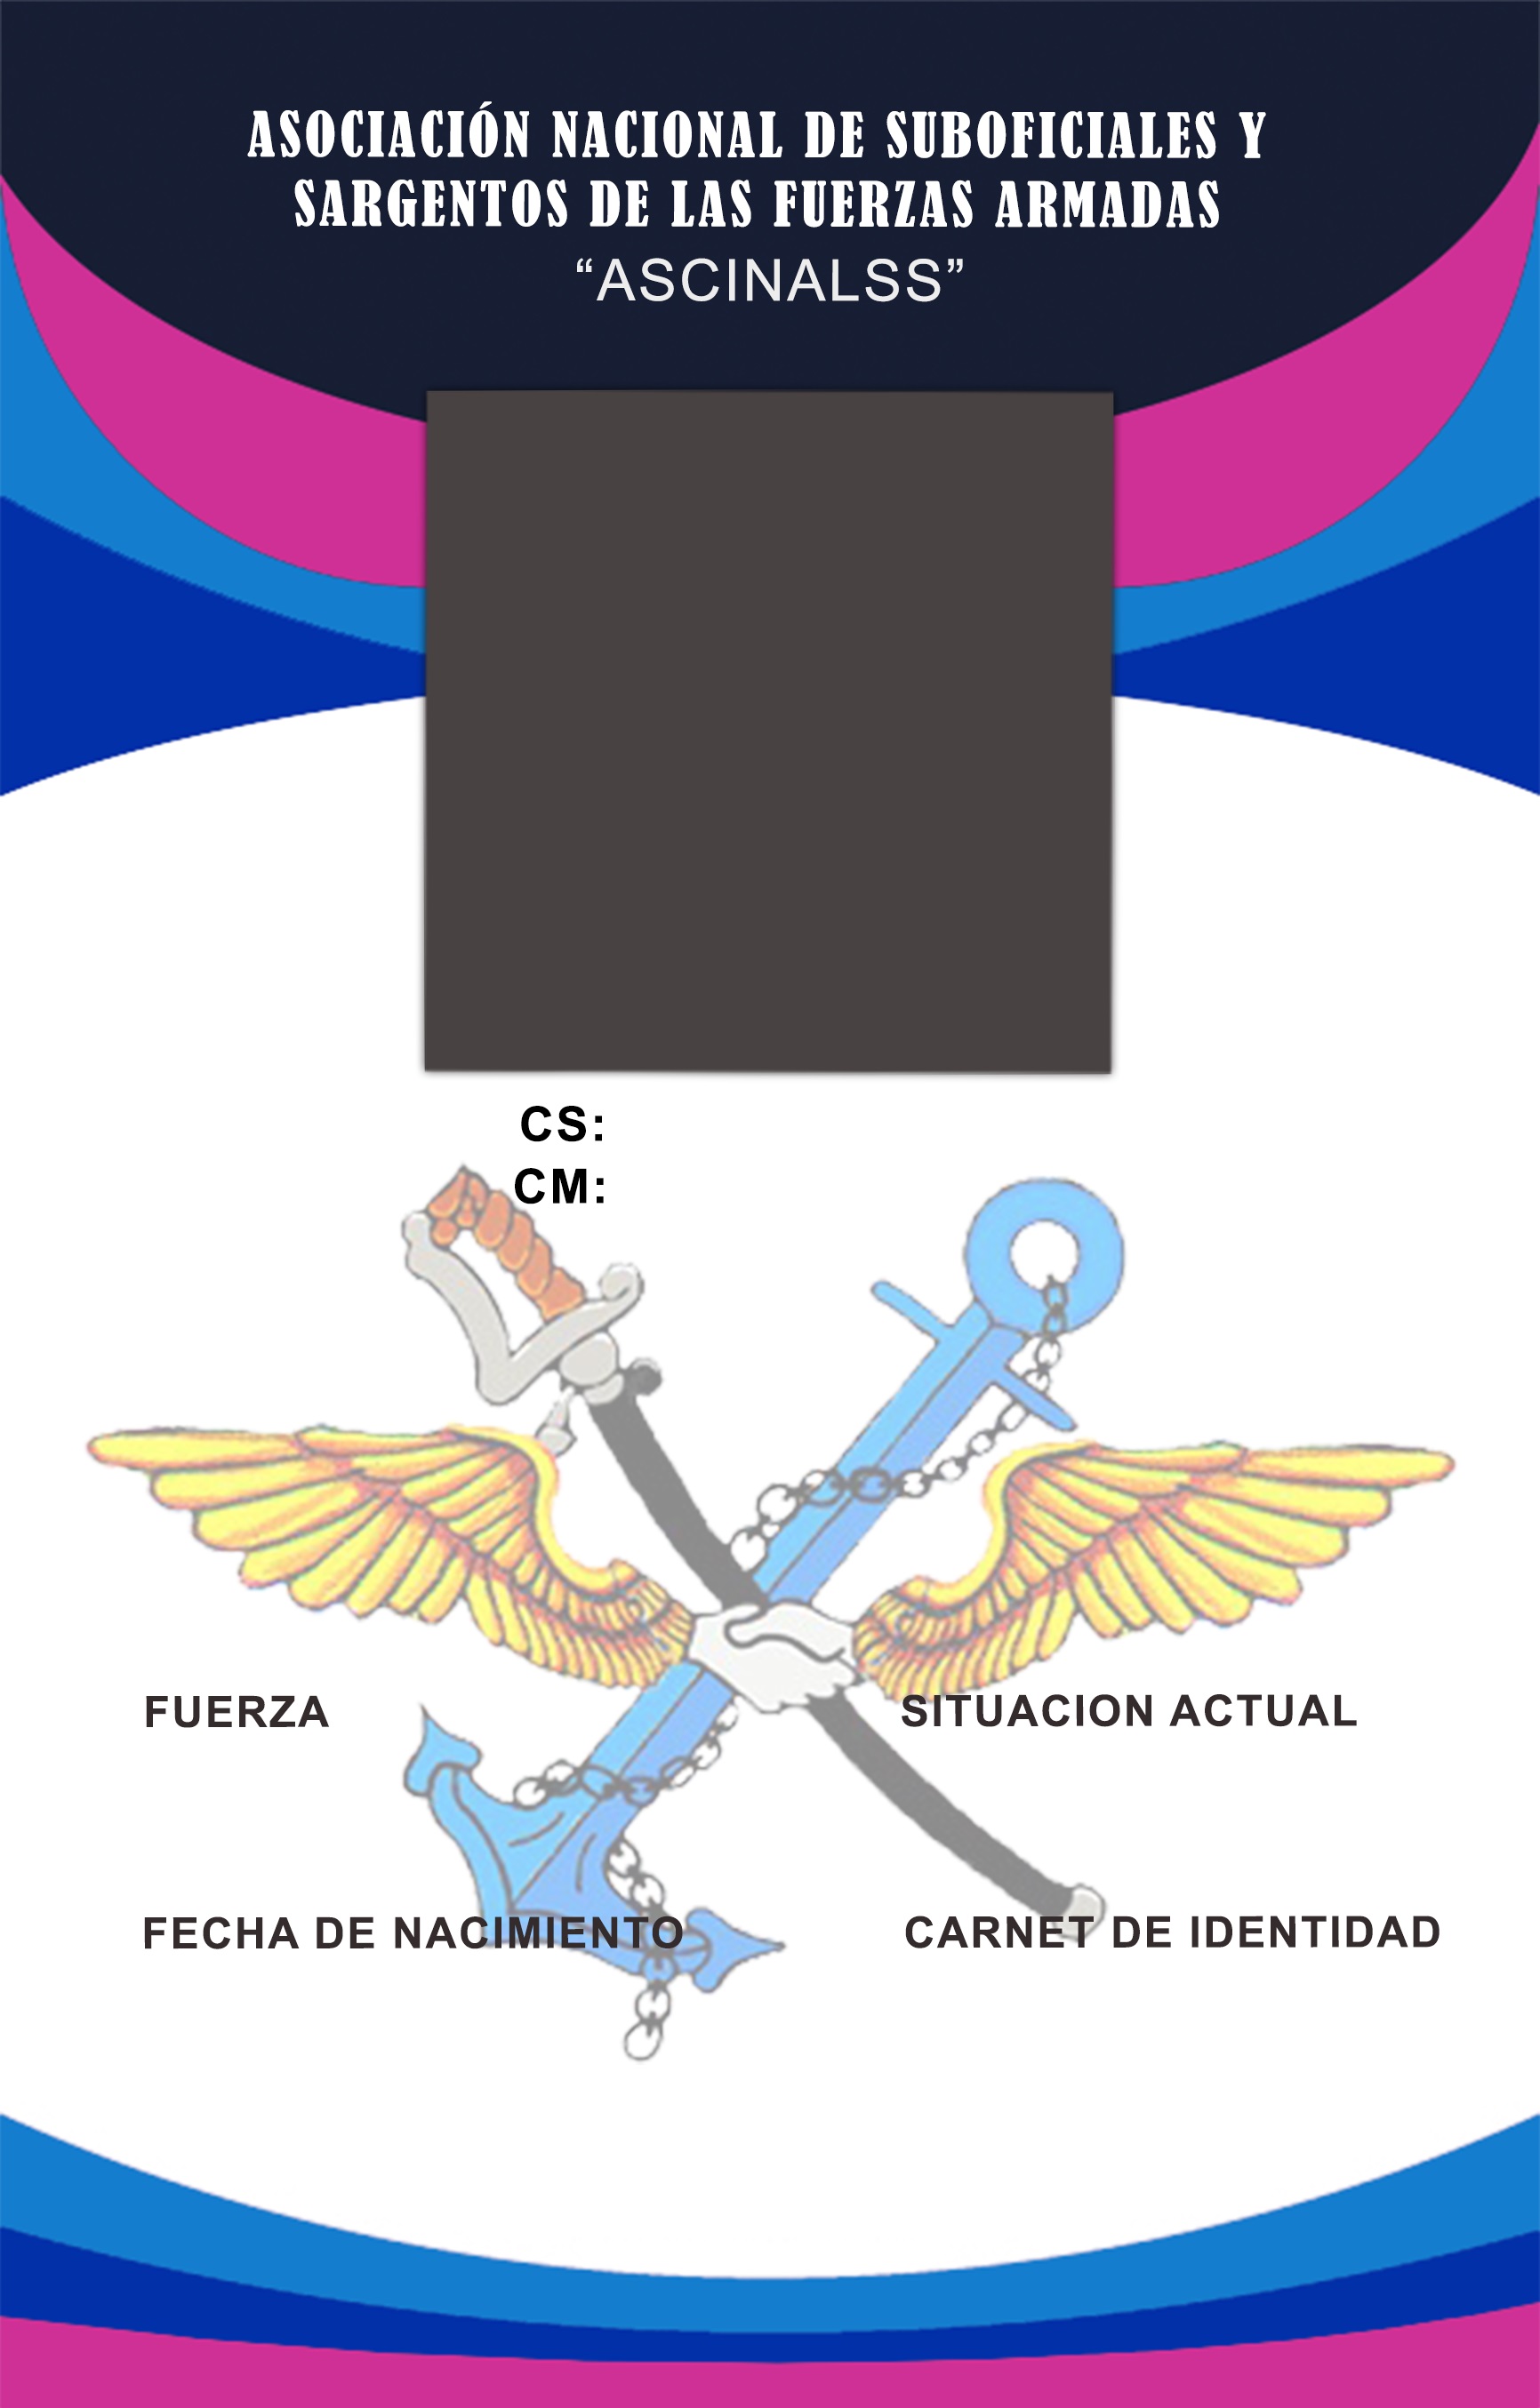 ASOCIACIÓN NACIONAL DE SUBOFICIALES Y
SARGENTOS DE LAS FUERZAS ARMADAS
“ASCINALSS”
CS:
CM:
FUERZA
SITUACION ACTUAL
FECHA DE NACIMIENTO
CARNET DE IDENTIDAD